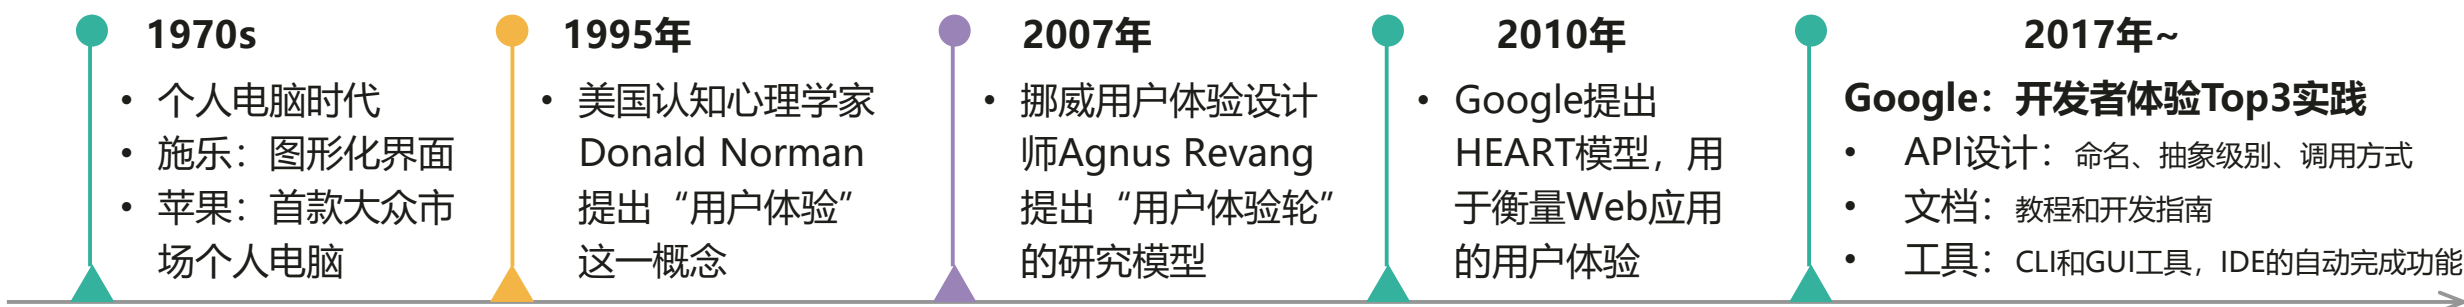 1970s
• 个人电脑时代
• 施乐：图形化界面
• 苹果：首款大众市
场个人电脑
1995年
• 美国认知心理学家
Donald Norman
提出“用户体验”
这一概念
2007年
• 挪威用户体验设计
师Agnus Revang
提出“用户体验轮”
的研究模型
2010年
• Google提出
HEART模型，用
于衡量Web应用
的用户体验
2017年~
Google：开发者体验Top3实践
• API设计：命名、抽象级别、调用方式
• 文档：教程和开发指南
• 工具：CLI和GUI工具，IDE的自动完成功能